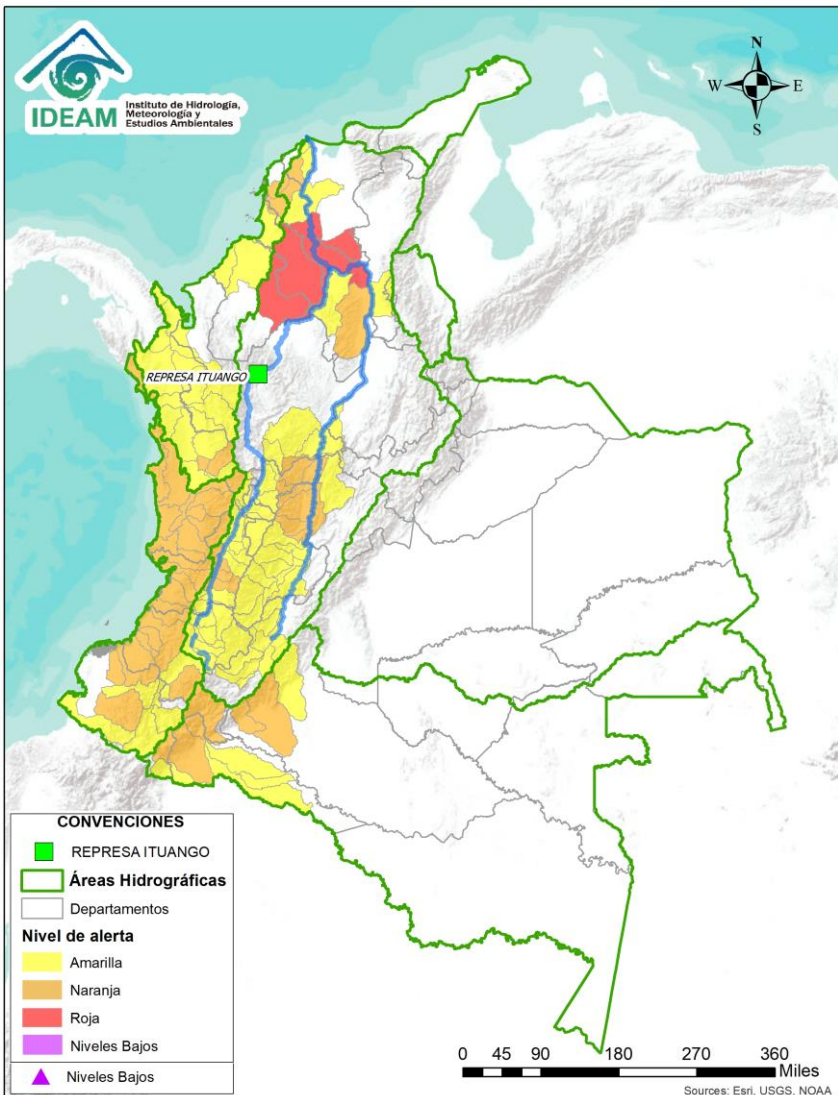 IDEAM
Instituto de Hidrología,
Meteorología y
Estudios Ambientales
N
W
E
S
REPRESA ITUANGO
CONVENCIONES
REPRESA ITUANGO
Áreas Hidrográficas
Departamentos
Nivel de alerta
Amarilla
Naranja
Roja
Niveles Bajos
Niveles Bajos
0 45 90 180 270 360
Miles
Sources: Esri, USGS, NOAA